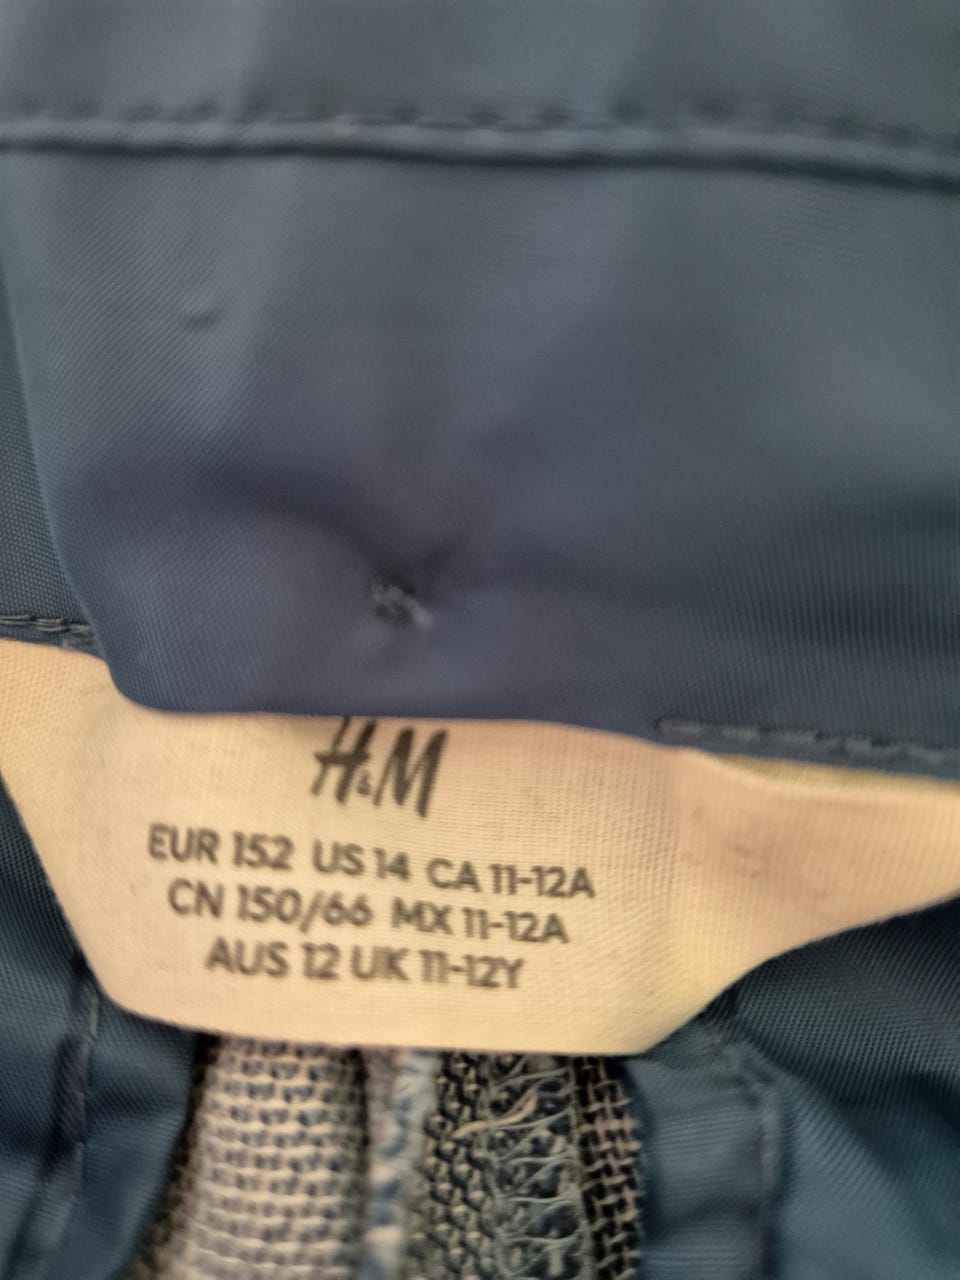 H&M
EUR 152 US 14 CA 11-12A
CN 150/66 MX 11-12A
AUS 12 UK 11-12Y